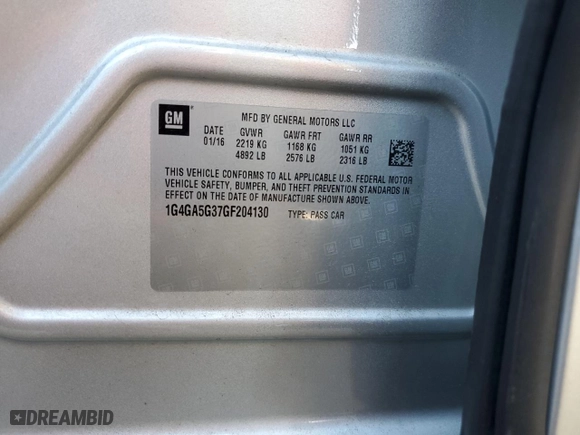 GM
MFD BY GENERAL MOTORS LLC
DATE GVWR GAWR FRT GAWR RR
01/16 2219 KG 1168 KG 1051 KG
4892 LB 2576 LB 2316 LB
THIS VEHICLE CONFORMS TO ALL APPLICABLE U.S. FEDERAL MOTOR
VEHICLE SAFETY, BUMPER, AND THEFT PREVENTION STANDARDS IN
EFFECT ON THE DATE OF MANUFACTURE SHOWN ABOVE.
1G4GA5G37GF204130 TYPE: PASS CAR
DREAMBID